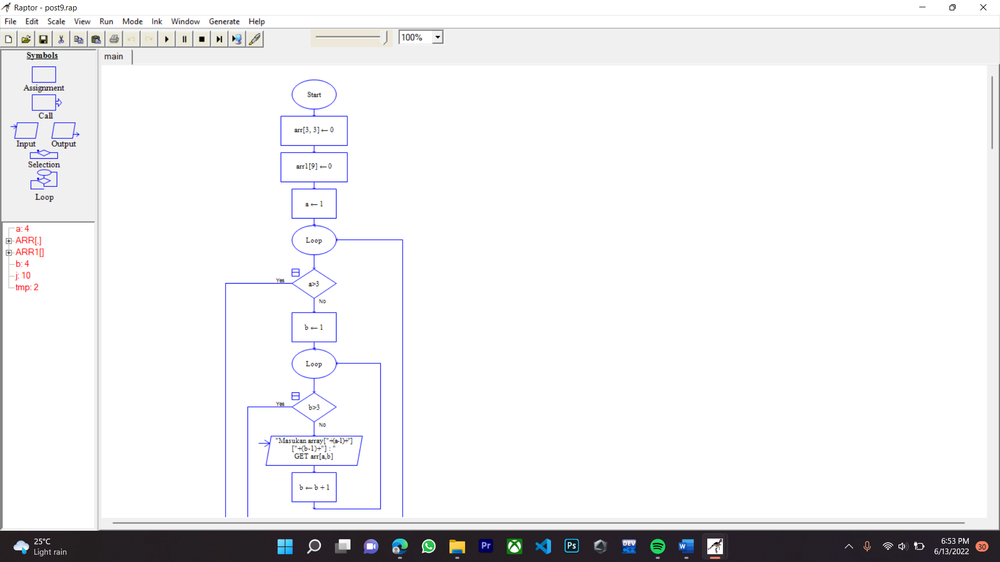 Raptor - post9.rap
File Edit Scale View Run Mode Ink Window Generate Help
100%
Symbols
Assignment
Call
Input Output
Selection
Loop
a: 4
ARR[,]
ARR1[]
b: 4
j: 10
tmp: 2
main
Start
arr[3, 3] ← 0
arr1[9] ← 0
a ← 1
Loop
Yes
a>3
No
b ← 1
Loop
Yes
b>3
No
"Masukan array["+(a-1)+"]
["+(b-1)+"] : "
GET arr[a,b]
b ← b + 1
25°C
Light rain
Pr
Ps
DEV
C++
W
6:53 PM
6/13/2022
30